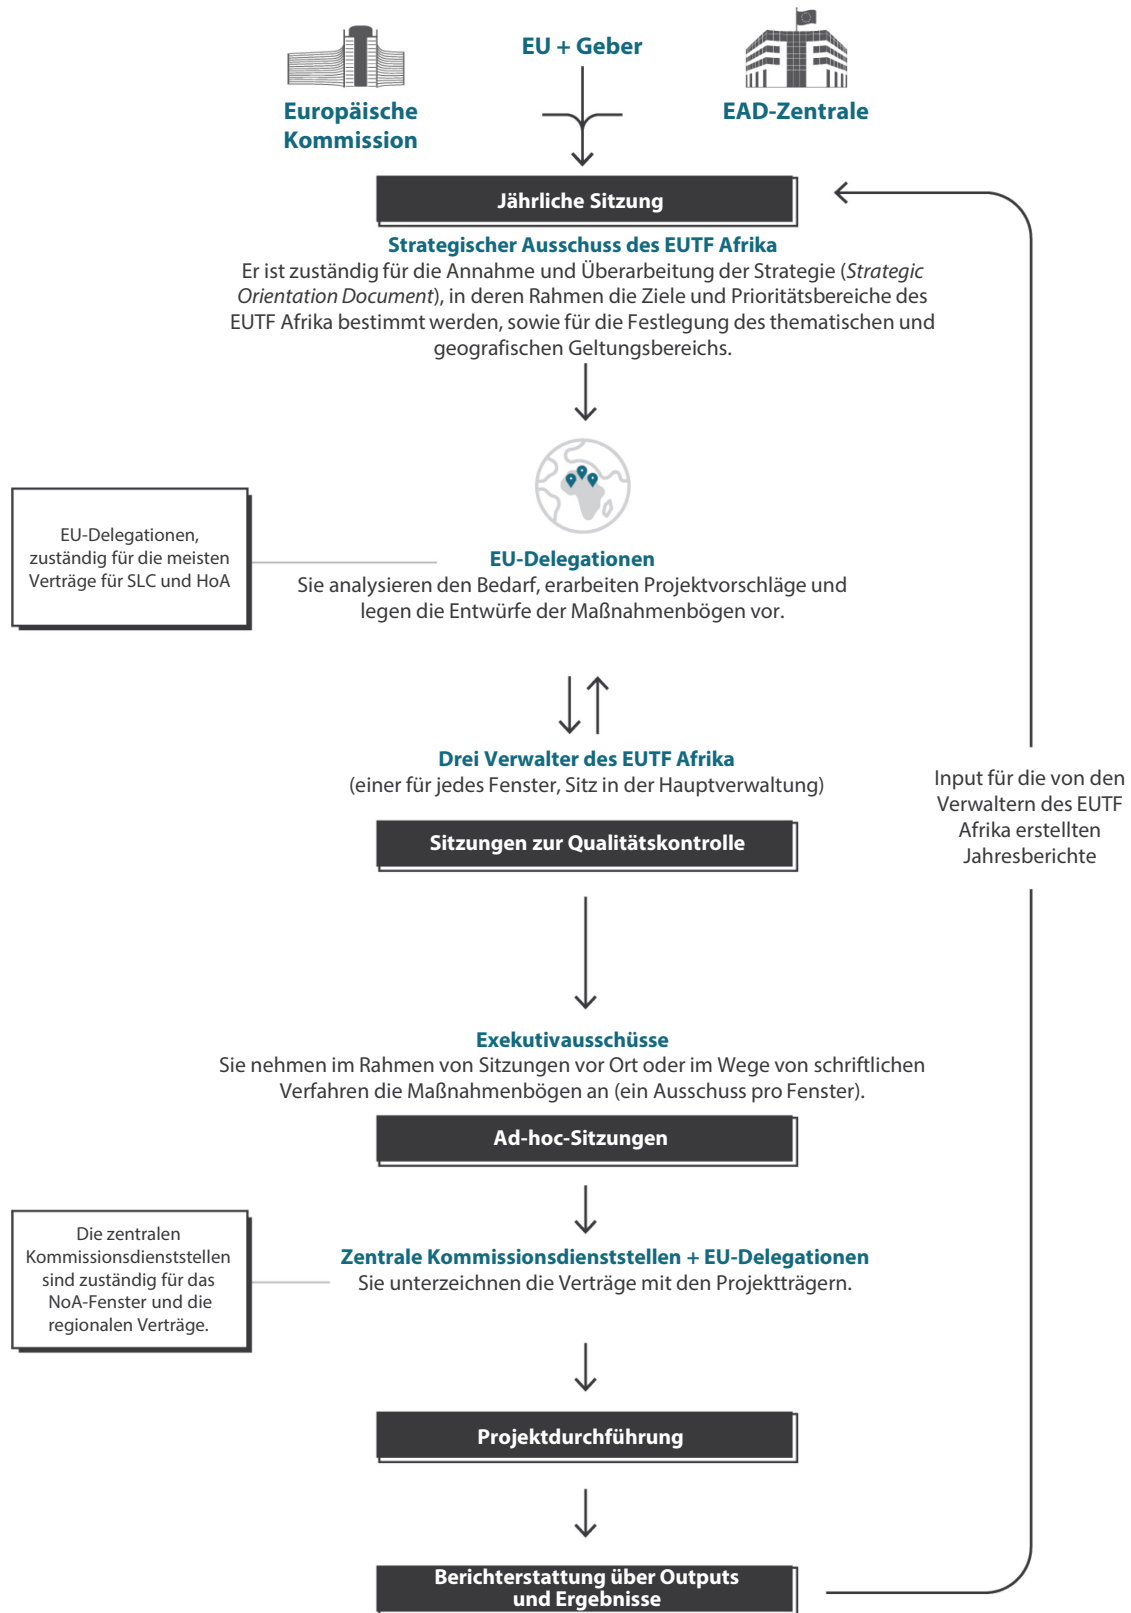 EU + Geber
Europäische
Kommission
EAD-Zentrale
Jährliche Sitzung
Strategischer Ausschuss des EUTF Afrika
Er ist zuständig für die Annahme und Überarbeitung der Strategie (Strategic
Orientation Document), in deren Rahmen die Ziele und Prioritätsbereiche des
EUTF Afrika bestimmt werden, sowie für die Festlegung des thematischen und
geografischen Geltungsbereichs.
EU-Delegationen,
zuständig für die meisten
Verträge für SLC und HoA
EU-Delegationen
Sie analysieren den Bedarf, erarbeiten Projektvorschläge und
legen die Entwürfe der Maßnahmenbögen vor.
Drei Verwalter des EUTF Afrika
(einer für jedes Fenster, Sitz in der Hauptverwaltung)
Sitzungen zur Qualitätskontrolle
Input für die von den
Verwaltern des EUTF
Afrika erstellten
Jahresberichte
Exekutivausschüsse
Sie nehmen im Rahmen von Sitzungen vor Ort oder im Wege von schriftlichen
Verfahren die Maßnahmenbögen an (ein Ausschuss pro Fenster).
Ad-hoc-Sitzungen
Die zentralen
Kommissionsdienststellen
sind zuständig für das
NoA-Fenster und die
regionalen Verträge.
Zentrale Kommissionsdienststellen + EU-Delegationen
Sie unterzeichnen die Verträge mit den Projektträgern.
Projektdurchführung
Berichterstattung über Outputs
und Ergebnisse